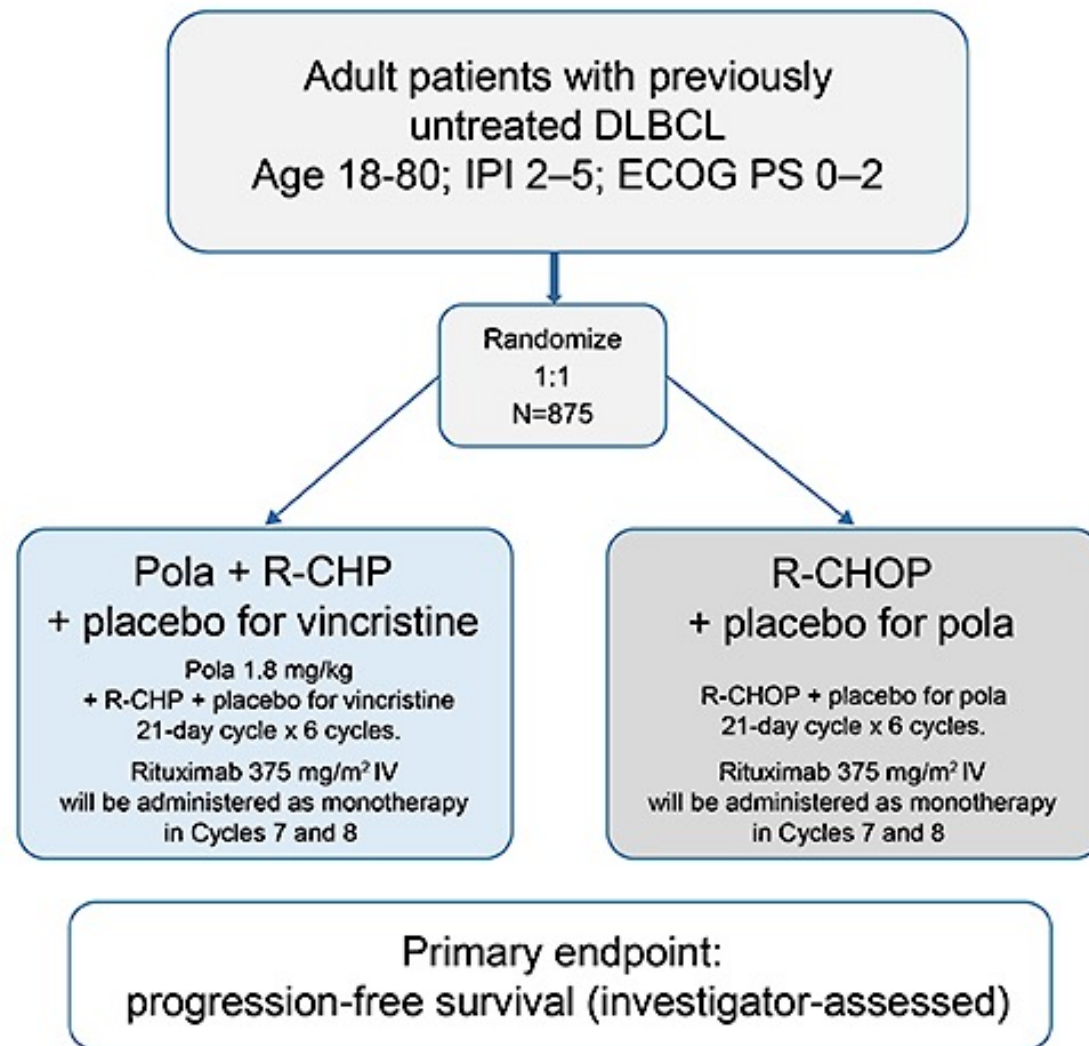 Adult patients with previously
untreated DLBCL
Age 18-80; IPI 2–5; ECOG PS 0–2
Randomize
1:1
N=875
Pola + R-CHP
+ placebo for vincristine
Pola 1.8 mg/kg
+ R-CHP + placebo for vincristine
21-day cycle x 6 cycles.
Rituximab 375 mg/m² IV
will be administered as monotherapy
in Cycles 7 and 8
R-CHOP
+ placebo for pola
R-CHOP + placebo for pola
21-day cycle x 6 cycles.
Rituximab 375 mg/m² IV
will be administered as monotherapy
in Cycles 7 and 8
Primary endpoint:
progression-free survival (investigator-assessed)